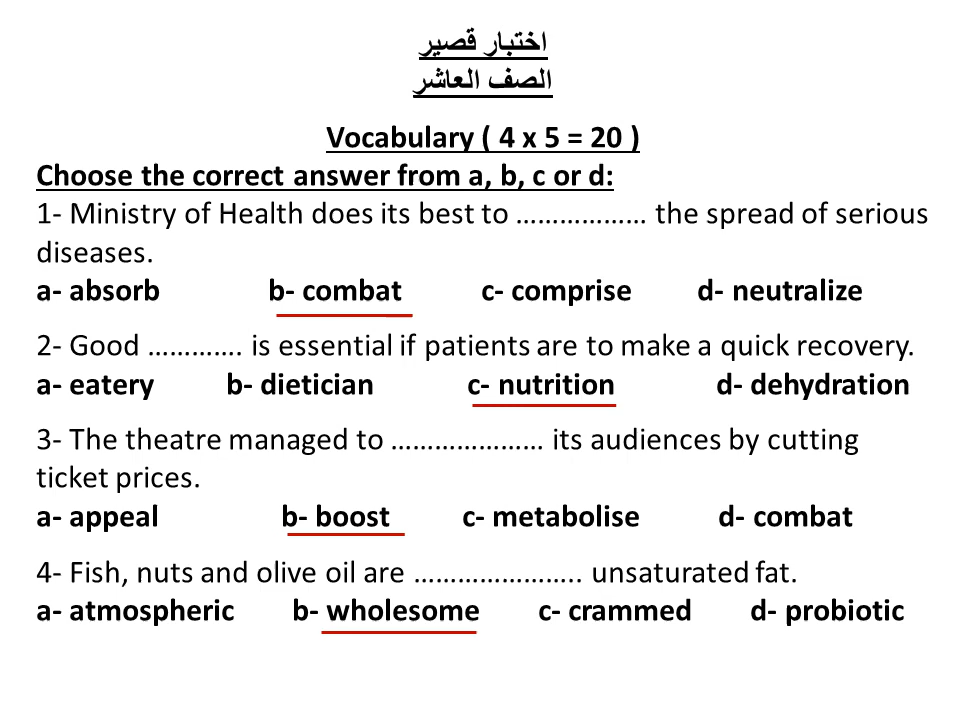 اختبار قصير
الصف العاشر
Vocabulary ( 4 x 5 = 20 )
Choose the correct answer from a, b, c or d:
1- Ministry of Health does its best to ……………… the spread of serious
diseases.
a- absorb b- combat c- comprise d- neutralize
2- Good …………. is essential if patients are to make a quick recovery.
a- eatery b- dietician c- nutrition d- dehydration
3- The theatre managed to ………………… its audiences by cutting
ticket prices.
a- appeal b- boost c- metabolise d- combat
4- Fish, nuts and olive oil are ………………….. unsaturated fat.
a- atmospheric b- wholesome c- crammed d- probiotic